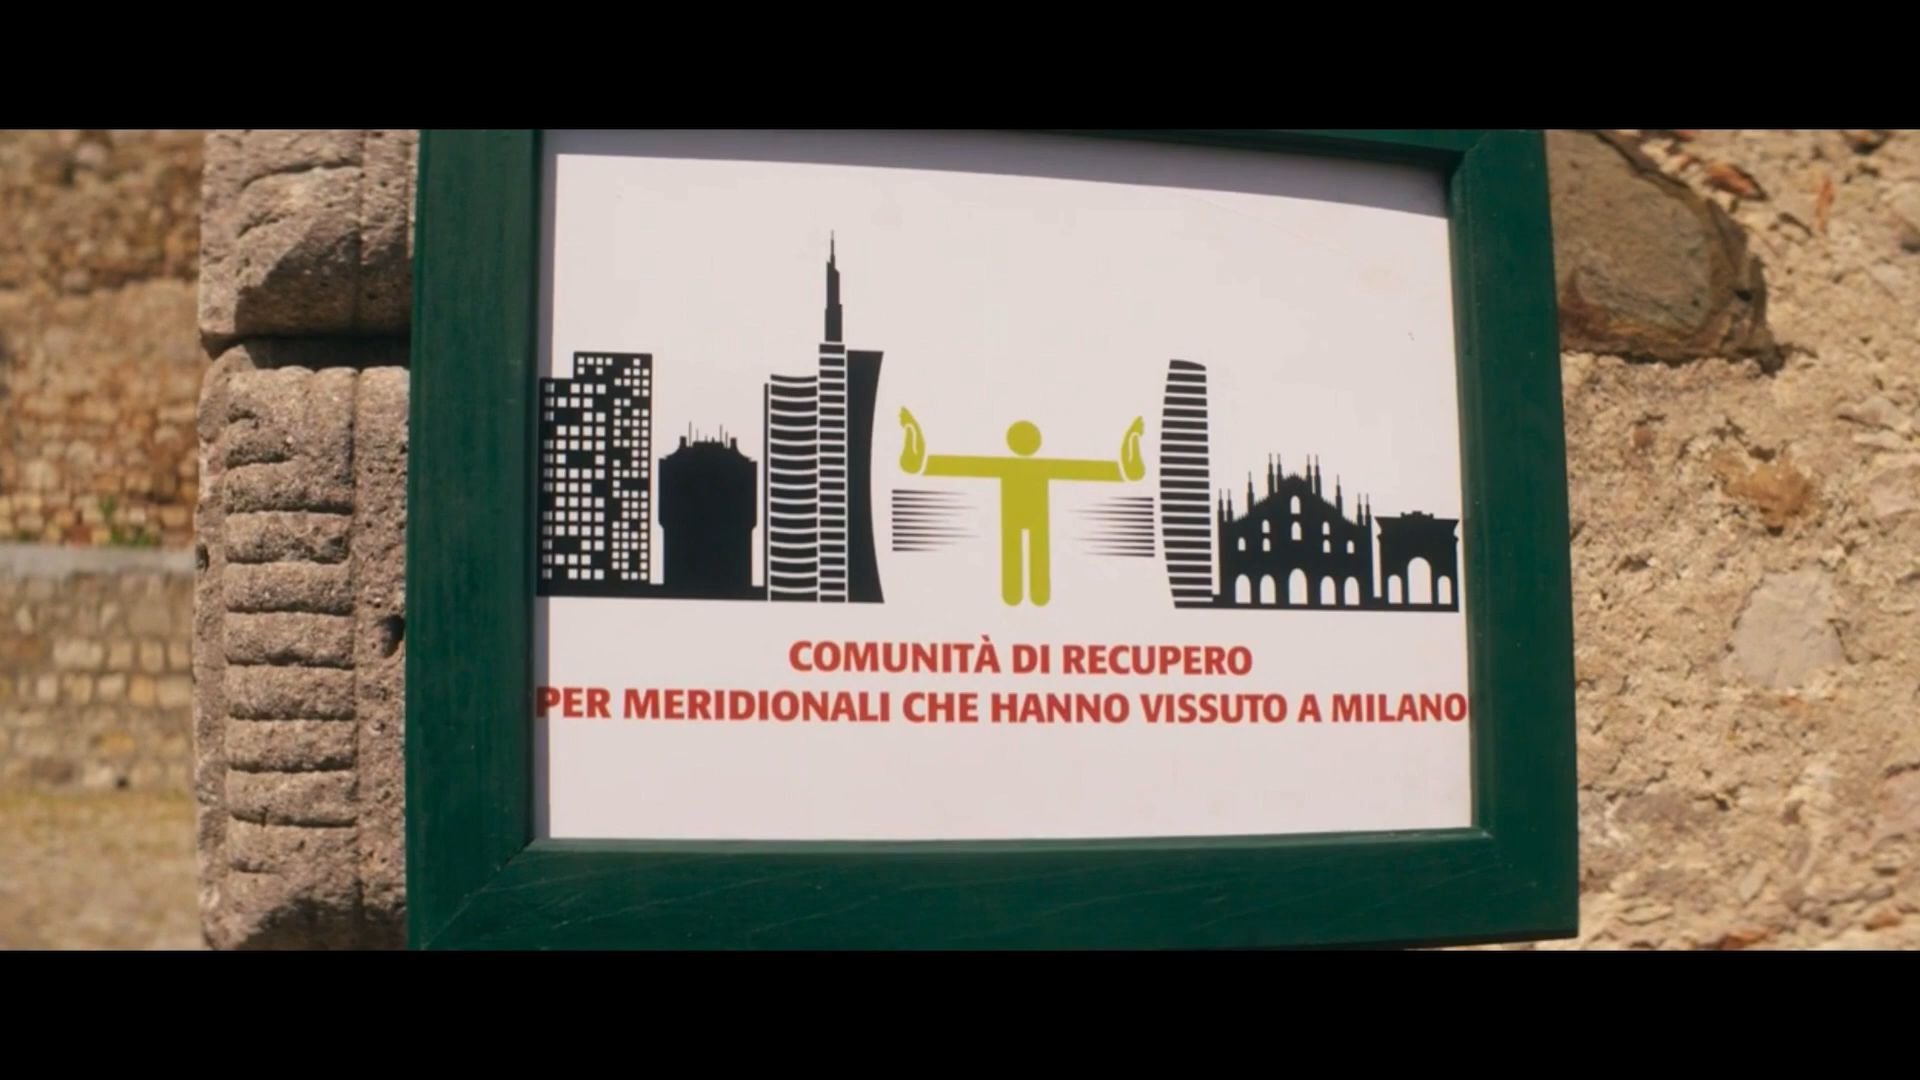 COMUNITÀ DI RECUPERO
PER MERIDIONALI CHE HANNO VISSUTO A MILANO